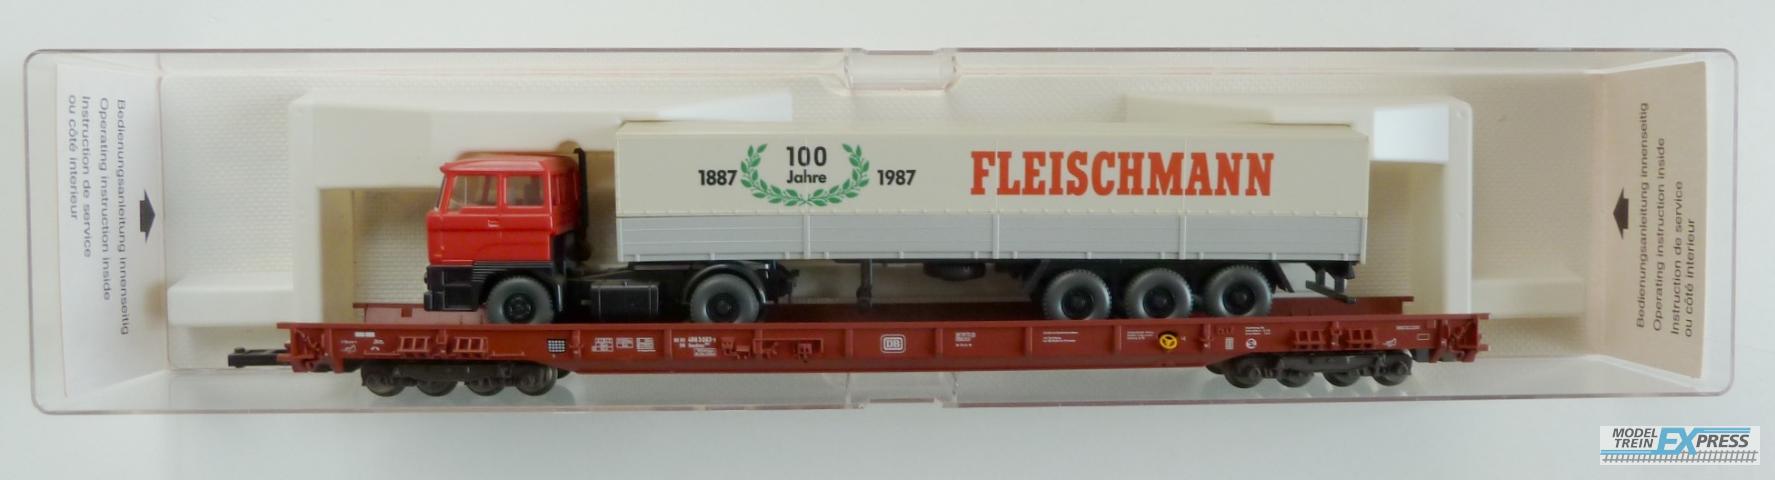 Bedienungsanleitung innenseitig
Operating instruction inside
Instruction de service
ou côté interieur
1887
100
Jahre
1987
FLEISCHMANN
DB
Bedienungsanleitung innenseitig
Operating instruction inside
Instruction de service
ou côté interieur
MODEL
TREIN
EXPRESS